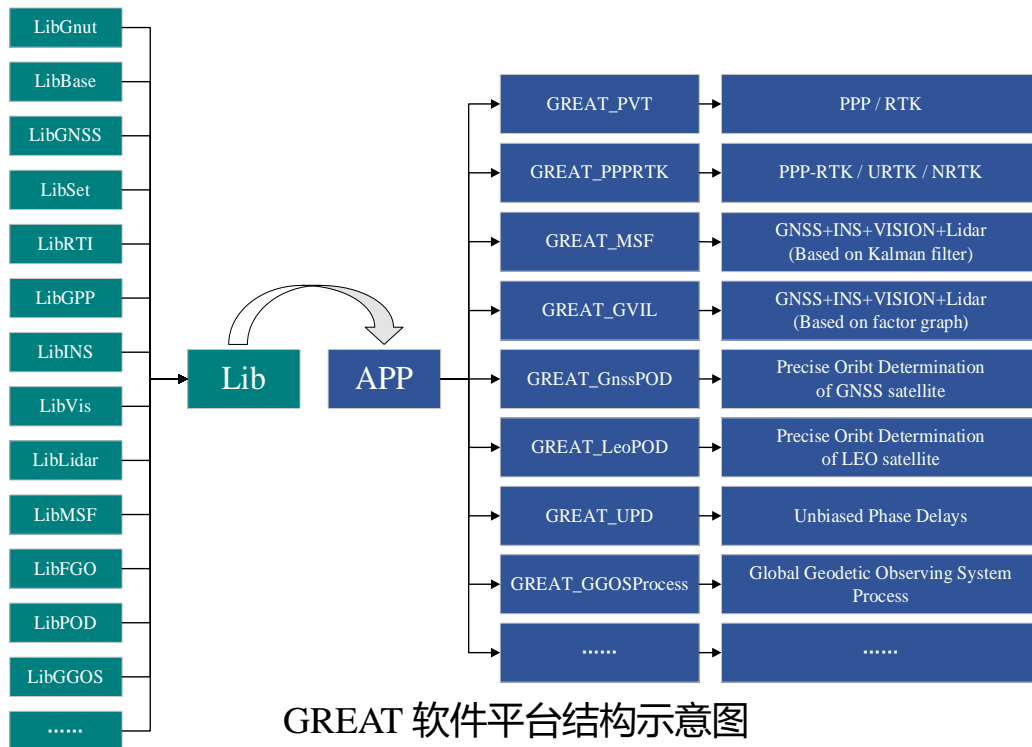 LibGnut
LibBase
LibGNSS
LibSet
LibRTI
LibGPP
LibINS
LibVis
LibLidar
LibMSF
LibFGO
LibPOD
LibGGOS
......
Lib
APP
GREAT_PVT
PPP / RTK
GREAT_PPPRTK
PPP-RTK / URTK / NRTK
GREAT_MSF
GNSS+INS+VISION+Lidar
(Based on Kalman filter)
GREAT_GVIL
GNSS+INS+VISION+Lidar
(Based on factor graph)
GREAT_GnssPOD
Precise Oribt Determination
of GNSS satellite
GREAT_LeoPOD
Precise Oribt Determination
of LEO satellite
GREAT_UPD
Unbiased Phase Delays
GREAT_GGOSProcess
Global Geodetic Observing System
Process
......
......
GREAT 软件平台结构示意图